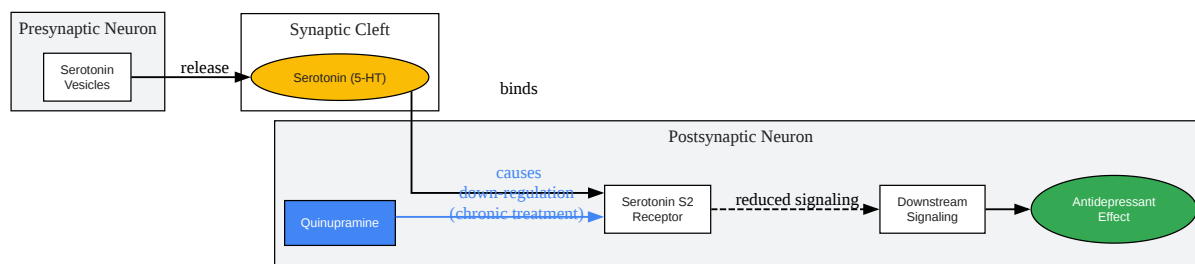 Presynaptic Neuron
Serotonin
Vesicles
release
Synaptic Cleft
Serotonin (5-HT)
binds
Postsynaptic Neuron
Quinupramine
causes
down-regulation
(chronic treatment)
Serotonin S2
Receptor
reduced signaling
Downstream
Signaling
Antidepressant
Effect